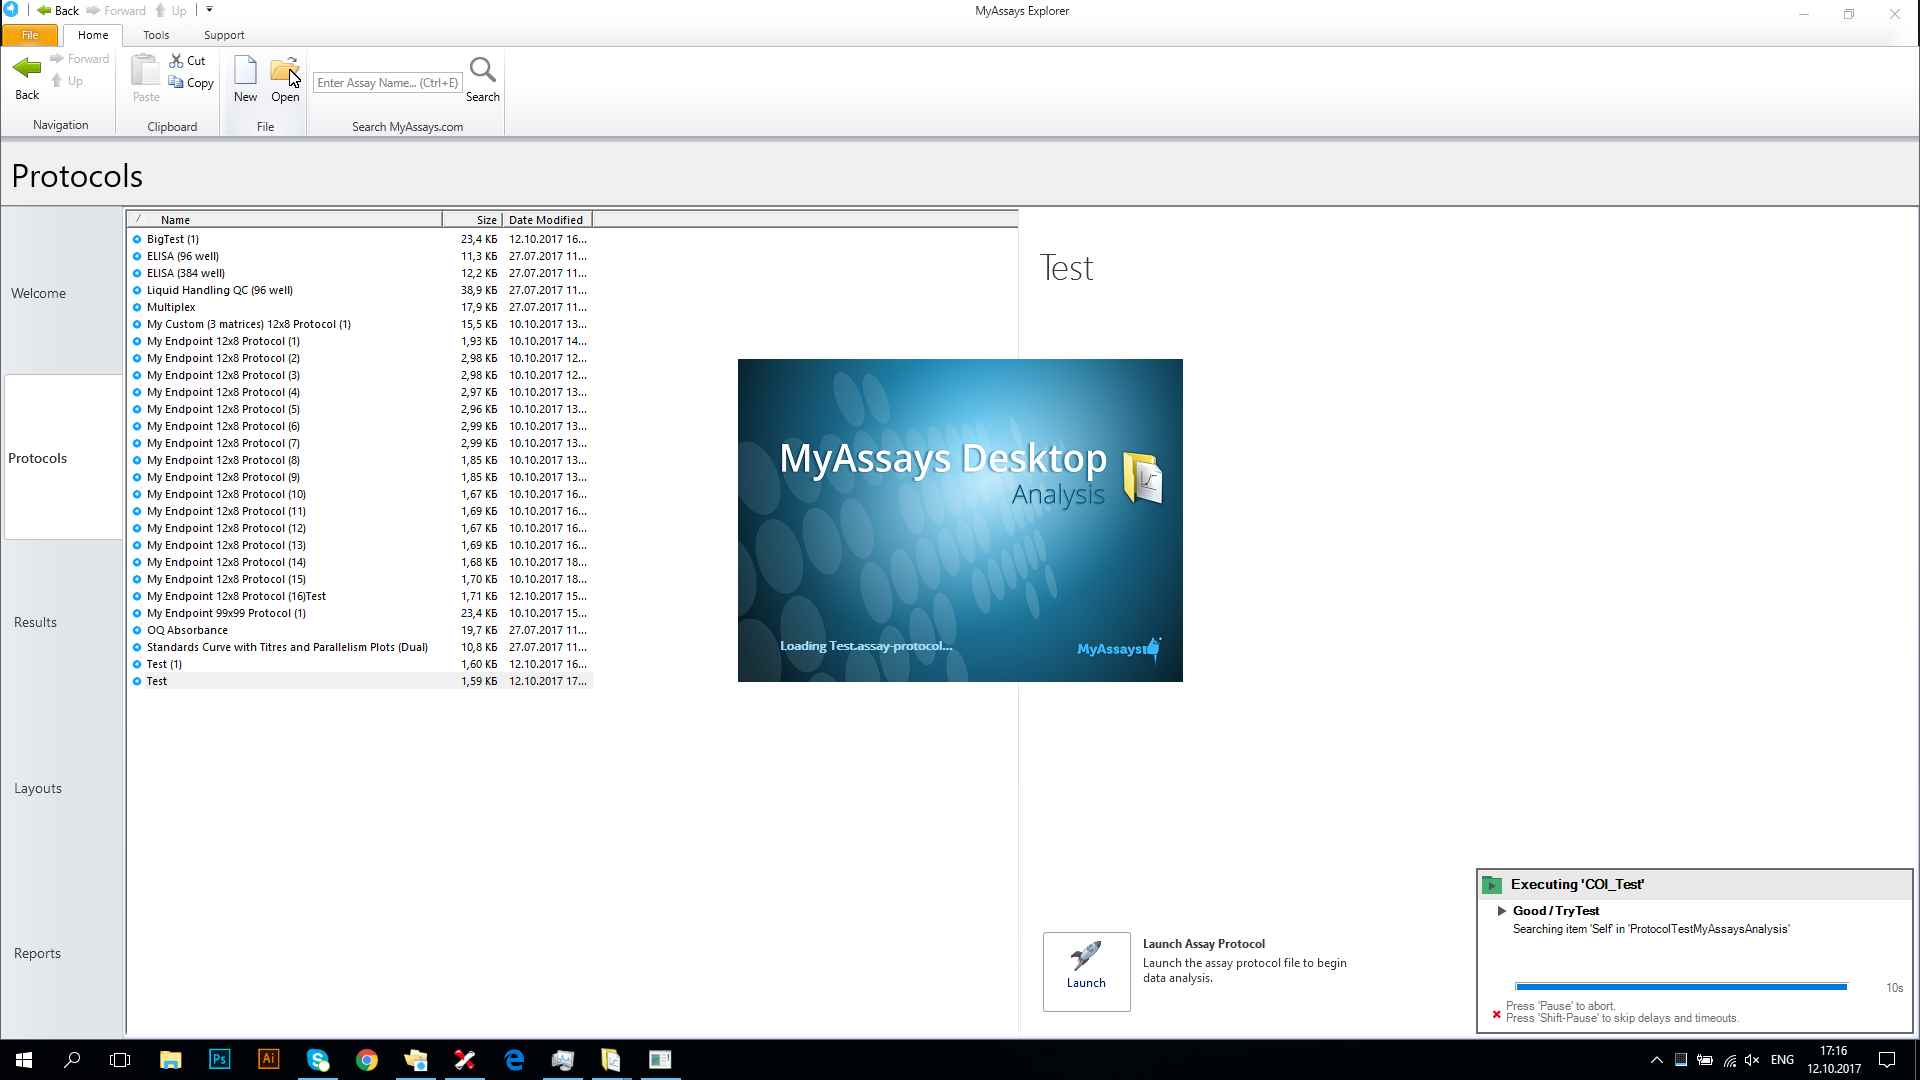 Back Forward Up
MyAssays Explorer
File Home Tools Support
Back
Forward
Up
Navigation
Paste
Cut
Copy
Clipboard
New
Open
File
Enter Assay Name... (Ctrl+E)
Search
Search MyAssays.com
Protocols
Welcome
Protocols
Results
Layouts
Reports
Name Size Date Modified
BigTest (1) 23,4 КБ 12.10.2017 16...
ELISA (96 well) 11,3 КБ 27.07.2017 11...
ELISA (384 well) 12,2 КБ 27.07.2017 11...
Liquid Handling QC (96 well) 38,9 КБ 27.07.2017 11...
Multiplex 17,9 КБ 27.07.2017 11...
My Custom (3 matrices) 12x8 Protocol (1) 15,5 КБ 10.10.2017 13...
My Endpoint 12x8 Protocol (1) 1,93 КБ 10.10.2017 14...
My Endpoint 12x8 Protocol (2) 2,98 КБ 10.10.2017 12...
My Endpoint 12x8 Protocol (3) 2,98 КБ 10.10.2017 12...
My Endpoint 12x8 Protocol (4) 2,97 КБ 10.10.2017 13...
My Endpoint 12x8 Protocol (5) 2,96 КБ 10.10.2017 13...
My Endpoint 12x8 Protocol (6) 2,99 КБ 10.10.2017 13...
My Endpoint 12x8 Protocol (7) 2,99 КБ 10.10.2017 13...
My Endpoint 12x8 Protocol (8) 1,85 КБ 10.10.2017 13...
My Endpoint 12x8 Protocol (9) 1,85 КБ 10.10.2017 13...
My Endpoint 12x8 Protocol (10) 1,67 КБ 10.10.2017 16...
My Endpoint 12x8 Protocol (11) 1,69 КБ 10.10.2017 16...
My Endpoint 12x8 Protocol (12) 1,67 КБ 10.10.2017 16...
My Endpoint 12x8 Protocol (13) 1,69 КБ 10.10.2017 16...
My Endpoint 12x8 Protocol (14) 1,68 КБ 10.10.2017 18...
My Endpoint 12x8 Protocol (15) 1,70 КБ 10.10.2017 18...
My Endpoint 12x8 Protocol (16)Test 1,71 КБ 12.10.2017 15...
My Endpoint 99x99 Protocol (1) 23,4 КБ 10.10.2017 15...
OQ Absorbance 19,7 КБ 27.07.2017 11...
Standards Curve with Titres and Parallelism Plots (Dual) 10,8 КБ 27.07.2017 11...
Test (1) 1,60 КБ 12.10.2017 16...
Test 1,59 КБ 12.10.2017 17...
Test
MyAssays Desktop
Analysis
Loading Test.assay-protocol...
MyAssays
Launch
Launch Assay Protocol
Launch the assay protocol file to begin
data analysis.
Executing 'COI_Test'
Good / TryTest
Searching item 'Self' in 'ProtocolTestMyAssaysAnalysis'
10s
Press 'Pause' to abort.
Press 'Shift-Pause' to skip delays and timeouts.
Ps
Ai
ENG
17:16
12.10.2017